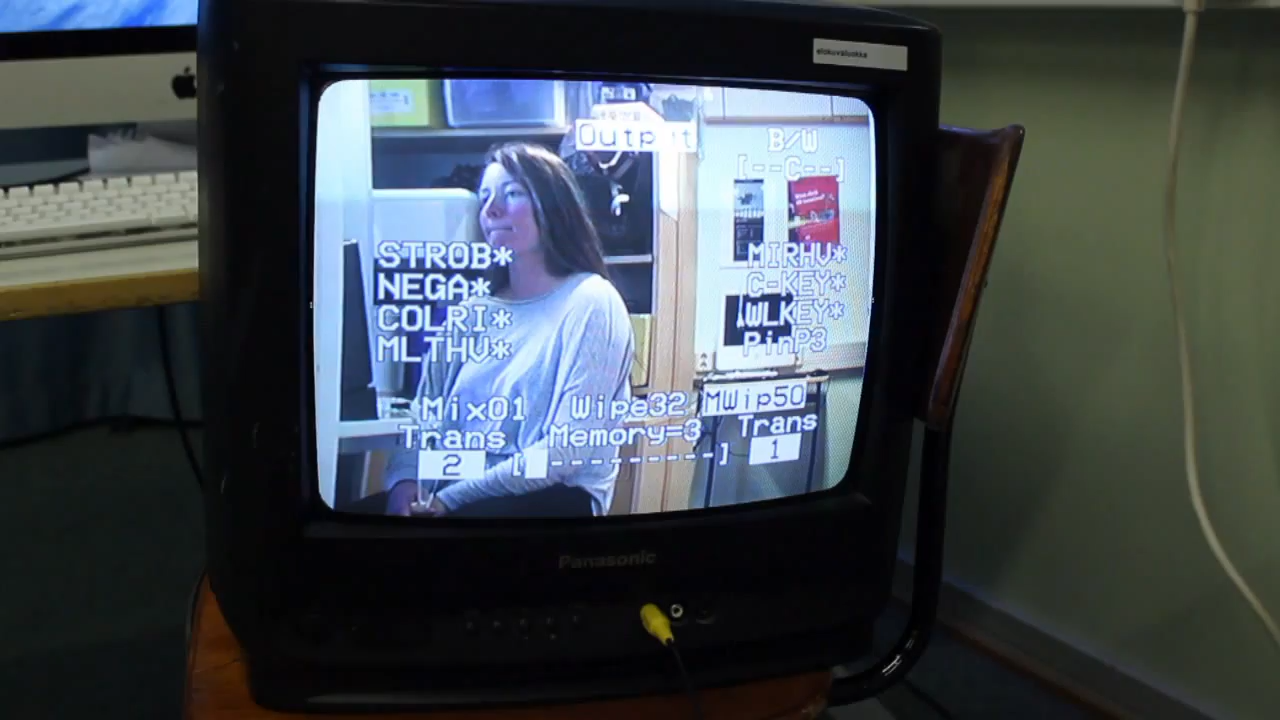 elokuvaluokka
Output
B/W
[--C--]
STROB* MIRHV*
NEGA* C-KEY*
COLRI* WLKEY*
MLTHV* PinP3
Mix01 Wipe32 MWip50
Trans Memory=3 Trans
2 [ ----------] 1
Panasonic